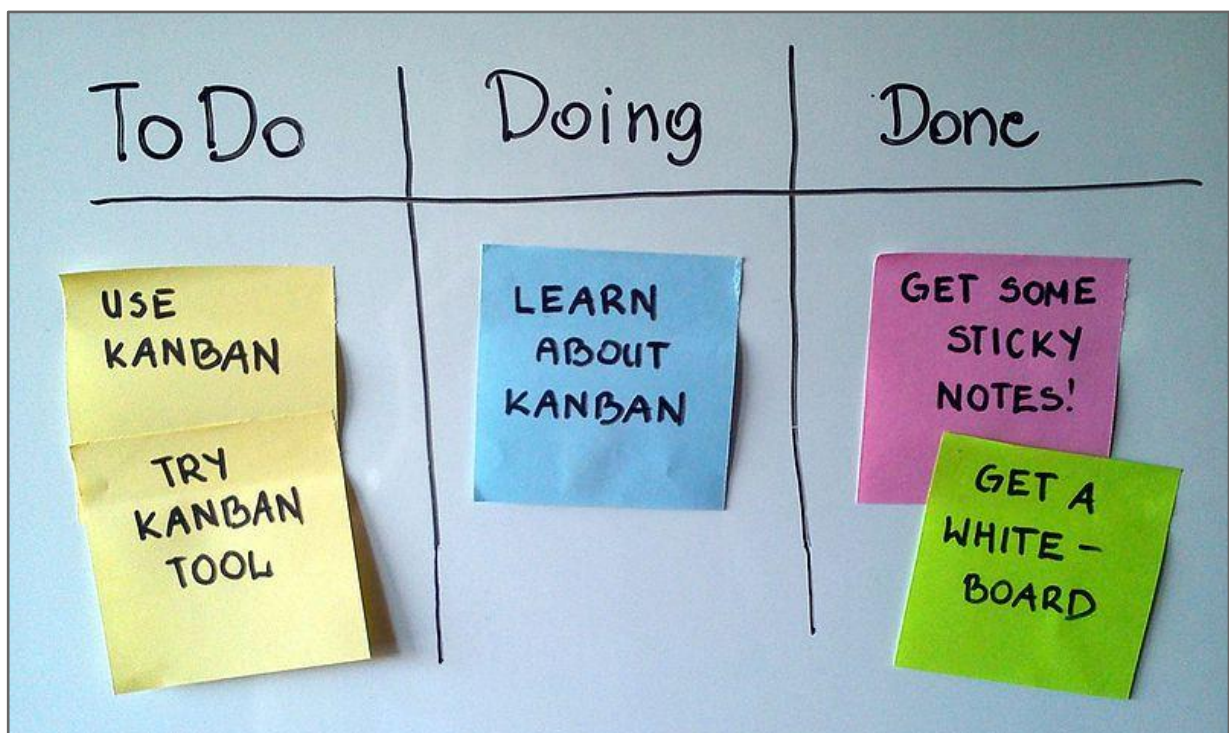 To Do
Doing
Done
USE
KANBAN
TRY
KANBAN
TOOL
LEARN
ABOUT
KANBAN
GET SOME
STICKY
NOTES!
GET A
WHITE-
BOARD